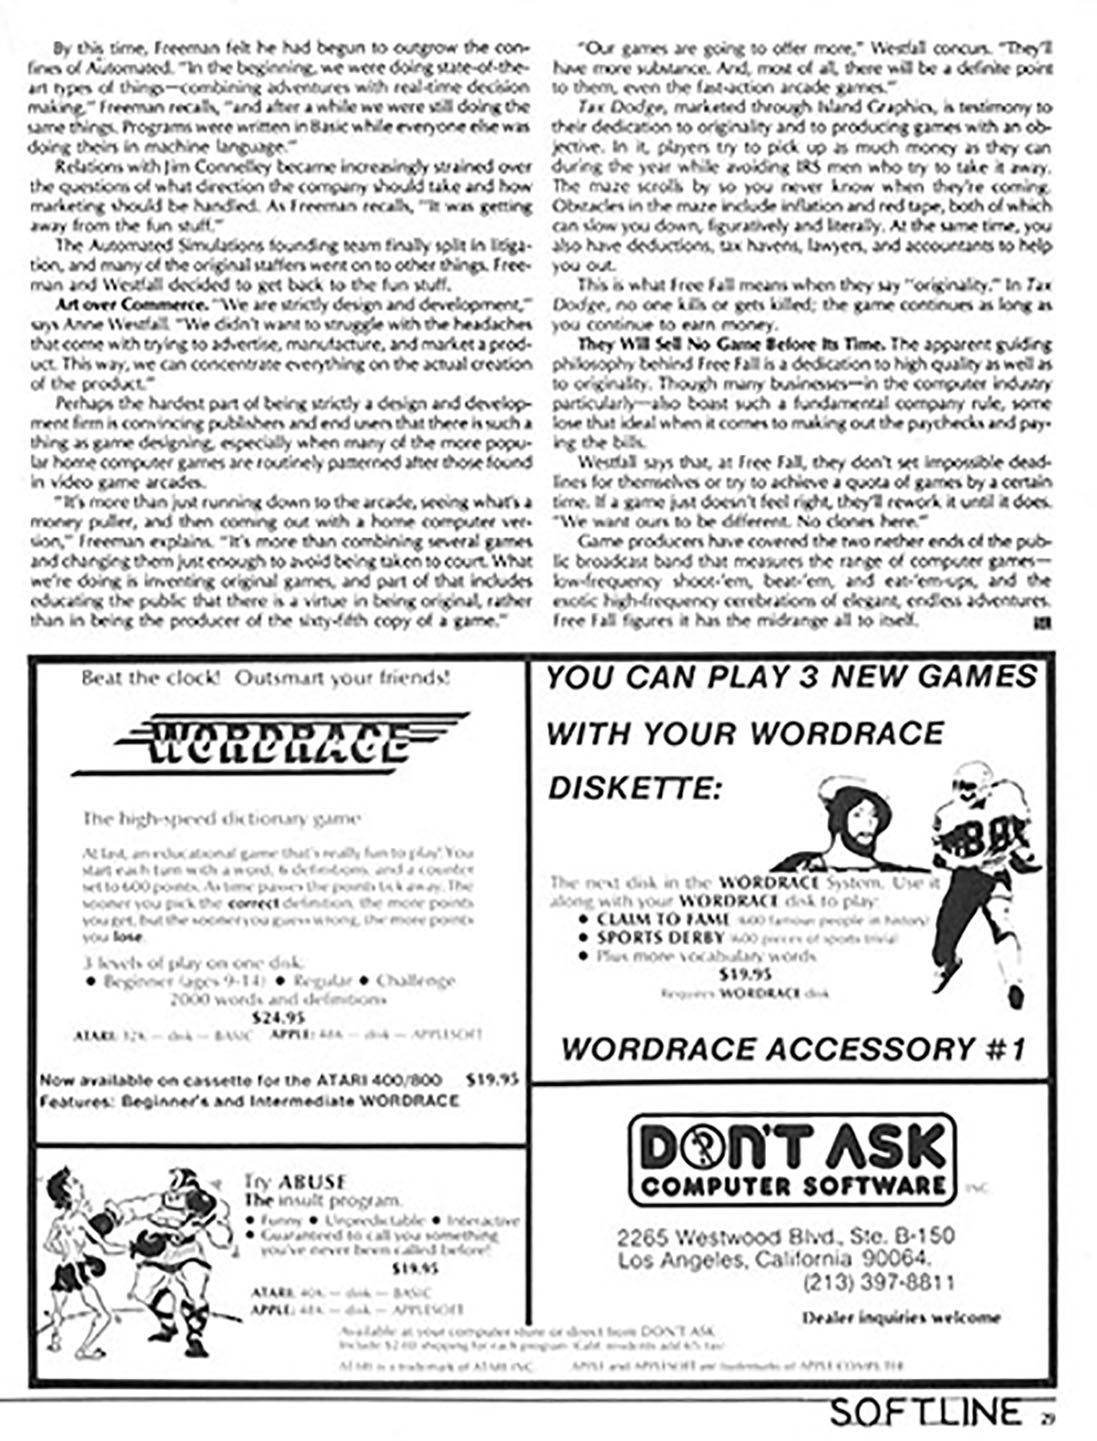 By this time, Freeman felt he had begun to outgrow the con-
fines of Automated. "In the beginning, we were doing state-of-the-
art types of things—combining adventures with real-time decision
making," Freeman recalls, "and after a while we were still doing the
same things. Programs were written in Basic while everyone else was
doing theirs in machine language."
Relations with Jim Connelley became increasingly strained over
the questions of what direction the company should take and how
marketing should be handled. As Freeman recalls, "It was getting
away from the fun stuff."
The Automated Simulations founding team finally split in litiga-
tion, and many of the original staffers went on to other things. Free-
man and Westfall decided to get back to the fun stuff.
Art over Commerce. "We are strictly design and development,"
says Anne Westfall. "We didn't want to struggle with the headaches
that come with trying to advertise, manufacture, and market a prod-
uct. This way, we can concentrate everything on the actual creation
of the product."
Perhaps the hardest part of being strictly a design and develop-
ment firm is convincing publishers and end users that there is such a
thing as game designing, especially when many of the more popu-
lar home computer games are routinely patterned after those found
in video game arcades.
"It's more than just running down to the arcade, seeing what's a
money puller, and then coming out with a home computer ver-
sion," Freeman explains. "It's more than combining several games
and changing them just enough to avoid being taken to court. What
we're doing is inventing original games, and part of that includes
educating the public that there is a virtue in being original, rather
than in being the producer of the sixty-fifth copy of a game."
"Our games are going to offer more," Westfall concurs. "They'll
have more substance. And, most of all, there will be a definite point
to them, even the fast-action arcade games."
Tax Dodge, marketed through Island Graphics, is testimony to
their dedication to originality and to producing games with an ob-
jective. In it, players try to pick up as much money as they can
during the year while avoiding IRS men who try to take it away.
The maze scrolls by so you never know when they're coming.
Obstacles in the maze include inflation and red tape, both of which
can slow you down, figuratively and literally. At the same time, you
also have deductions, tax havens, lawyers, and accountants to help
you out.
This is what Free Fall means when they say "originality." In Tax
Dodge, no one kills or gets killed; the game continues as long as
you continue to earn money.
They Will Sell No Game Before Its Time. The apparent guiding
philosophy behind Free Fall is a dedication to high quality as well as
to originality. Though many businesses—in the computer industry
particularly—also boast such a fundamental company rule, some
lose that ideal when it comes to making out the paychecks and pay-
ing the bills.
Westfall says that, at Free Fall, they don't set impossible dead-
lines for themselves or try to achieve a quota of games by a certain
time. If a game just doesn't feel right, they'll rework it until it does.
"We want ours to be different. No clones here."
Game producers have covered the two nether ends of the pub-
lic broadcast band that measures the range of computer games—
low-frequency shoot-'em, beat-'em, and eat-'em-ups, and the
exotic high-frequency cerebrations of elegant, endless adventures.
Free Fall figures it has the midrange all to itself.
Beat the clock! Outsmart your friends!
WORDRACE
The high-speed dictionary game
At last, an educational game that's really fun to play! You
start each turn with a word, 6 definitions, and a counter
set to 600 points. As time passes the points tick away. The
sooner you pick the correct definition, the more points
you get, but the sooner you guess wrong, the more points
you lose.
3 levels of play on one disk:
● Beginner (ages 9-14) ● Regular ● Challenge
2000 words and definitions
$24.95
ATARI: 32K — disk — BASIC APPLE: 48K — disk — APPLESOFT
Now available on cassette for the ATARI 400/800 $19.95
Features: Beginner's and Intermediate WORDRACE
YOU CAN PLAY 3 NEW GAMES
WITH YOUR WORDRACE
DISKETTE:
80
The next disk in the WORDRACE System. Use it
along with your WORDRACE disk to play:
● CLAIM TO FAME (600 famous people in history)
● SPORTS DERBY (600 pieces of sports trivia)
● Plus more vocabulary words
$19.95
Requires WORDRACE disk
WORDRACE ACCESSORY #1
Try ABUSE
The insult program.
● Funny ● Unpredictable ● Interactive
● Guaranteed to call you something
you've never been called before!
$19.95
ATARI: 40K — disk — BASIC
APPLE: 48K — disk — APPLESOFT
DON'T ASK
COMPUTER SOFTWARE INC.
2265 Westwood Blvd., Ste. B-150
Los Angeles, California 90064.
(213) 397-8811
Dealer inquiries welcome
Available at your computer store or direct from DON'T ASK
Include $2.00 shipping for each program (Calif. residents add 6% tax)
ATARI is a trademark of ATARI INC. APPLE and APPLESOFT are trademarks of APPLE COMPUTER
SOFTLINE 29